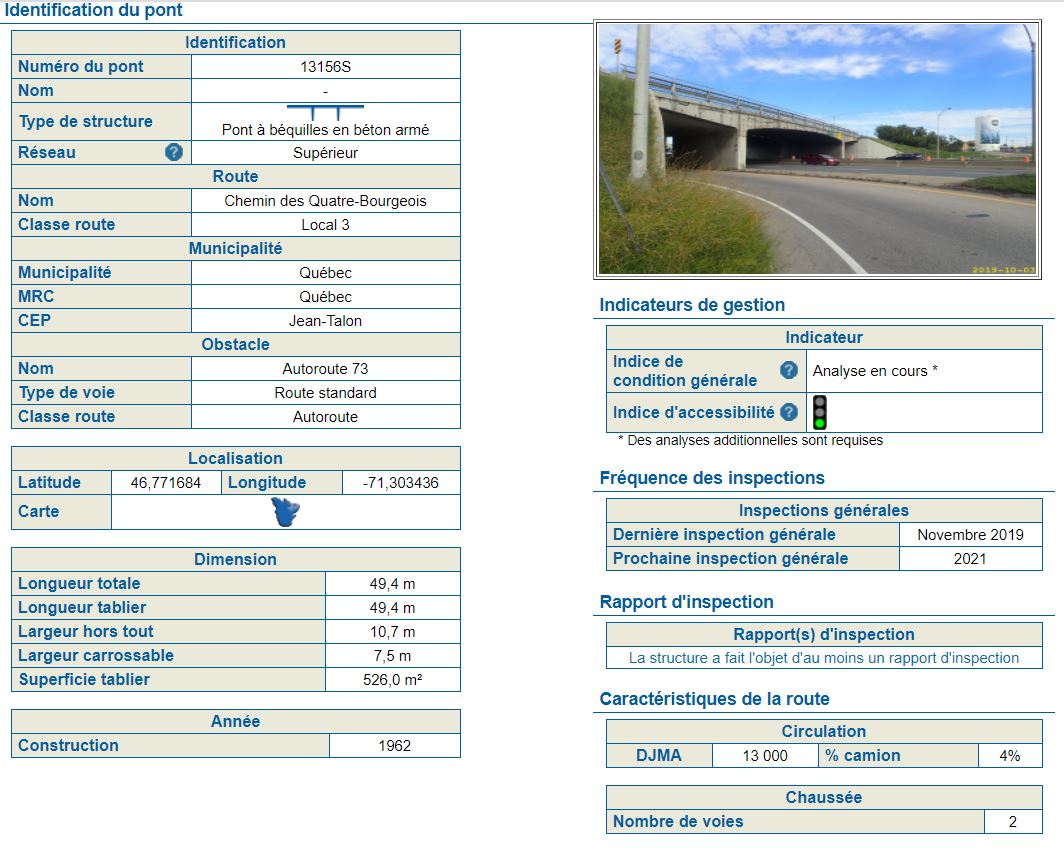 Identification du pont
Identification
Numéro du pont 13156S
Nom -
Type de structure Pont à béquilles en béton armé
Réseau ? Supérieur
Route
Nom Chemin des Quatre-Bourgeois
Classe route Local 3
Municipalité
Municipalité Québec
MRC Québec
CEP Jean-Talon
Obstacle
Nom Autoroute 73
Type de voie Route standard
Classe route Autoroute
Localisation
Latitude 46,771684 Longitude -71,303436
Carte
Dimension
Longueur totale 49,4 m
Longueur tablier 49,4 m
Largeur hors tout 10,7 m
Largeur carrossable 7,5 m
Superficie tablier 526,0 m²
Année
Construction 1962
2019-10-03
Indicateurs de gestion
Indicateur
Indice de
condition générale ? Analyse en cours *
Indice d'accessibilité ?
* Des analyses additionnelles sont requises
Fréquence des inspections
Inspections générales
Dernière inspection générale Novembre 2019
Prochaine inspection générale 2021
Rapport d'inspection
Rapport(s) d'inspection
La structure a fait l'objet d'au moins un rapport d'inspection
Caractéristiques de la route
Circulation
DJMA 13 000 % camion 4%
Chaussée
Nombre de voies 2